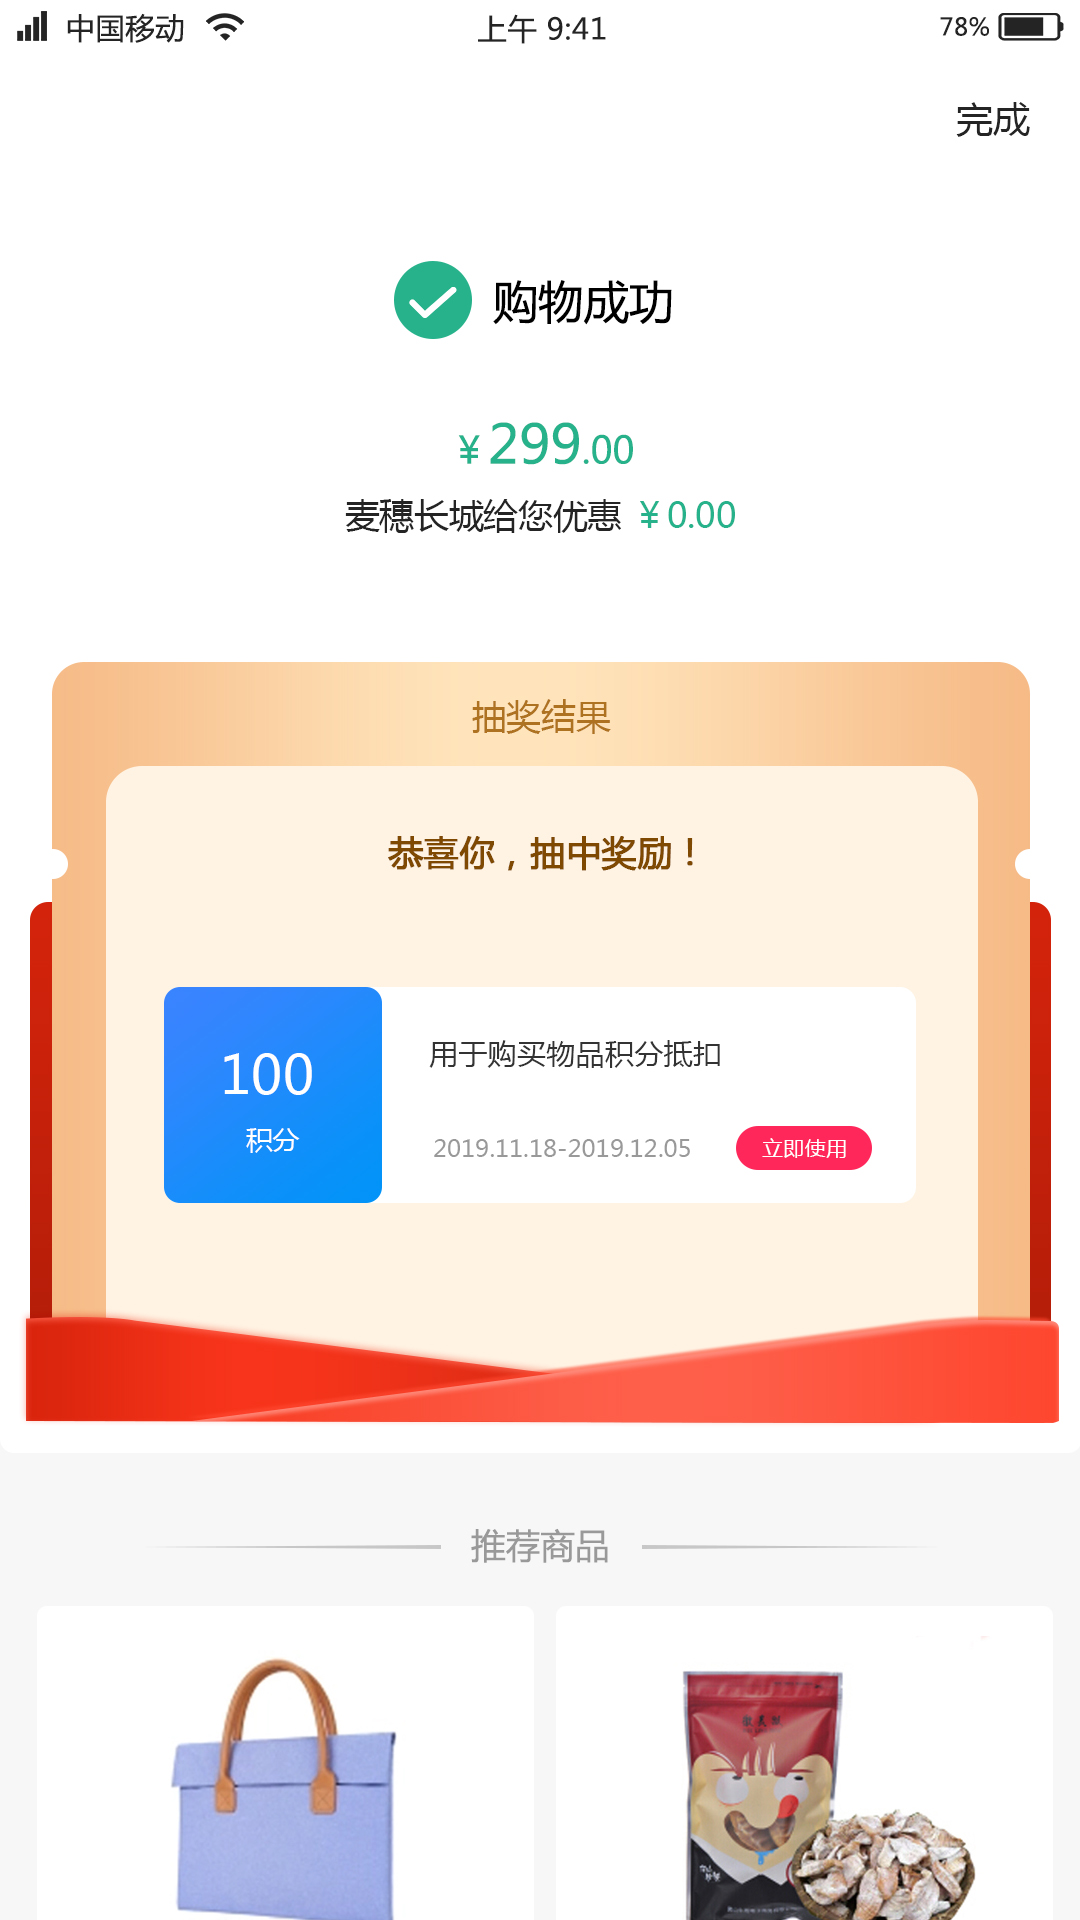 中国移动
上午 9:41
78%
完成
购物成功
¥ 299.00
麦穗长城给您优惠 ¥ 0.00
抽奖结果
恭喜你，抽中奖励！
100
积分
用于购买物品积分抵扣
2019.11.18-2019.12.05
立即使用
推荐商品